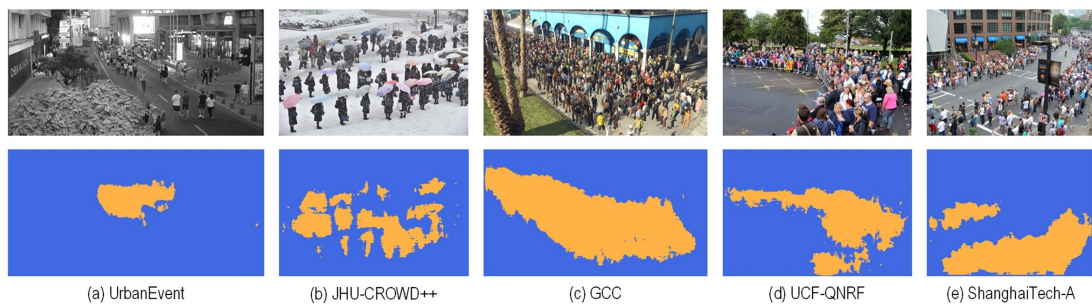 (a) UrbanEvent
(b) JHU-CROWD++
(c) GCC
(d) UCF-QNRF
(e) ShanghaiTech-A